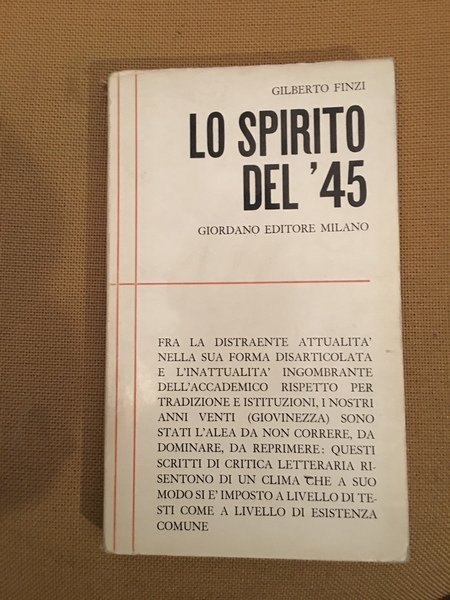 GILBERTO FINZI
LO SPIRITO
DEL '45
GIORDANO EDITORE MILANO
FRA LA DISTRAENTE ATTUALITA'
NELLA SUA FORMA DISARTICOLATA
E L'INATTUALITA' INGOMBRANTE
DELL'ACCADEMICO RISPETTO PER
TRADIZIONE E ISTITUZIONI, I NOSTRI
ANNI VENTI (GIOVINEZZA) SONO
STATI L'ALEA DA NON CORRERE, DA
DOMINARE, DA REPRIMERE: QUESTI
SCRITTI DI CRITICA LETTERARIA RI-
SENTONO DI UN CLIMA CHE A SUO
MODO SI E' IMPOSTO A LIVELLO DI TE-
STI COME A LIVELLO DI ESISTENZA
COMUNE